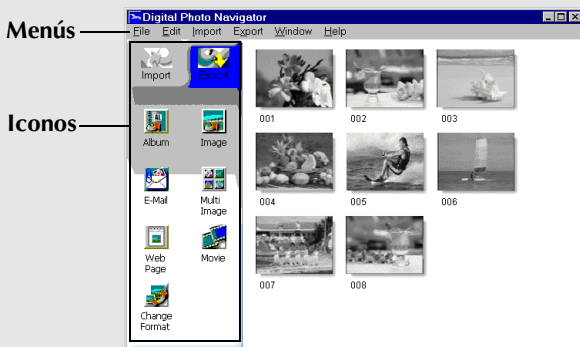 Digital Photo Navigator
Menús
File Edit Import Export Window Help
Import Export
001 002 003
Iconos
Album Image
E-Mail Multi Image
004 005 006
Web Page Movie
007 008
Change Format